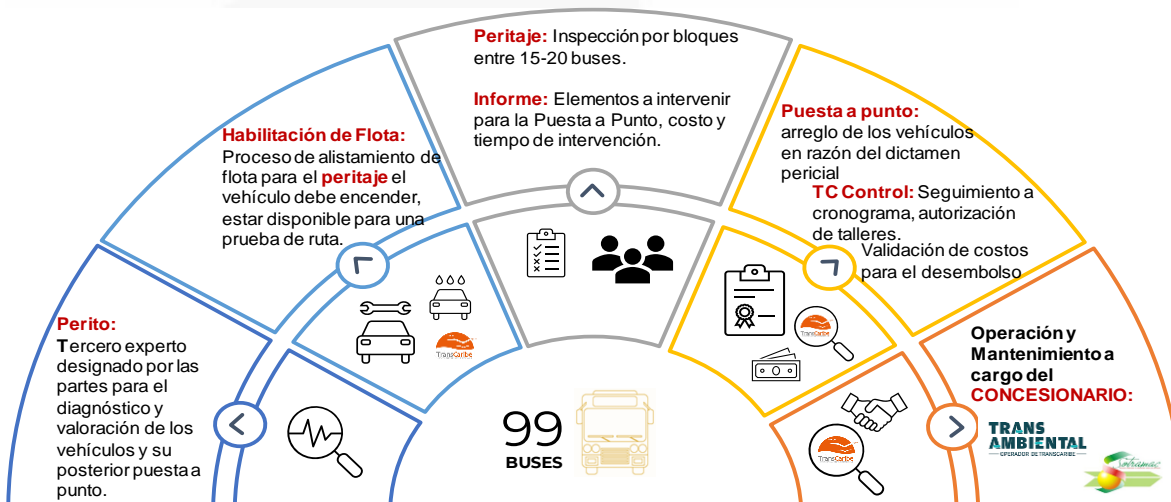 Perito:
Tercero experto
designado por las
partes para el
diagnóstico y
valoración de los
vehículos y su
posterior puesta a
punto.
Habilitación de Flota:
Proceso de alistamiento de
flota para el peritaje el
vehículo debe encender,
estar disponible para una
prueba de ruta.
TransCaribe
Peritaje: Inspección por bloques
entre 15-20 buses.
Informe: Elementos a intervenir
para la Puesta a Punto, costo y
tiempo de intervención.
Puesta a punto:
arreglo de los vehículos
en razón del dictamen
pericial
TC Control: Seguimiento a
cronograma, autorización
de talleres.
Validación de costos
para el desembolso
TransCaribe
Operación y
Mantenimiento a
cargo del
CONCESIONARIO:
TRANS
AMBIENTAL
OPERADOR DE TRANSCARIBE
Sotramac
TransCaribe
99
BUSES